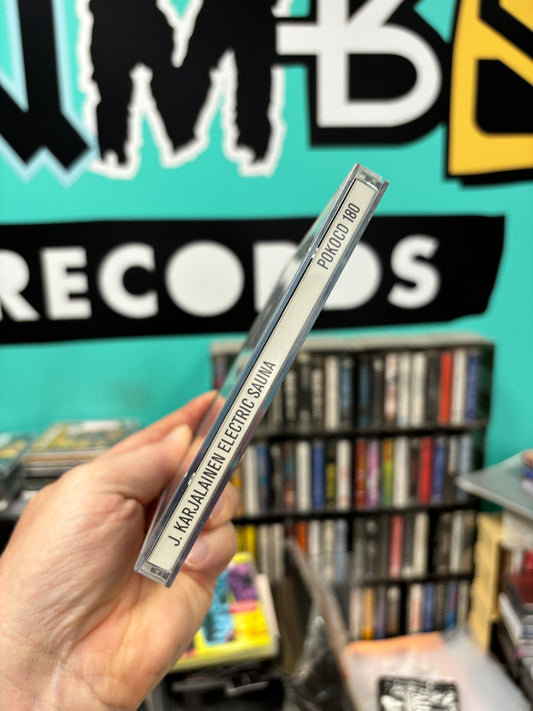 RECORDS
J. KARJALAINEN ELECTRIC SAUNA POKOCD 180